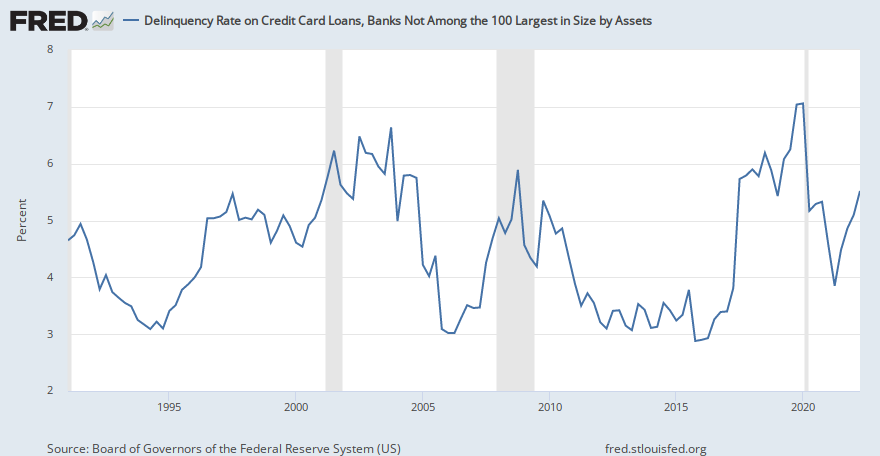 FRED
Delinquency Rate on Credit Card Loans, Banks Not Among the 100 Largest in Size by Assets
8
7
6
5
4
3
2
Percent
1995 2000 2005 2010 2015 2020
Source: Board of Governors of the Federal Reserve System (US) fred.stlouisfed.org